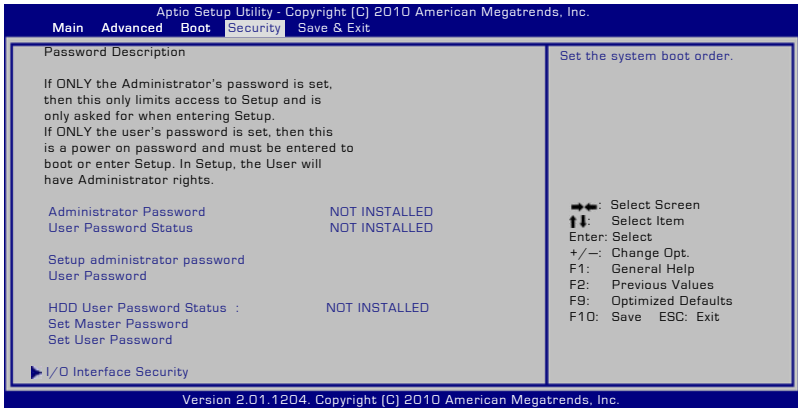 Aptio Setup Utility - Copyright (C) 2010 American Megatrends, Inc.
Main Advanced Boot Security Save & Exit
Password Description
If ONLY the Administrator's password is set,
then this only limits access to Setup and is
only asked for when entering Setup.
If ONLY the user's password is set, then this
is a power on password and must be entered to
boot or enter Setup. In Setup, the User will
have Administrator rights.
Administrator Password NOT INSTALLED
User Password Status NOT INSTALLED
Setup administrator password
User Password
HDD User Password Status : NOT INSTALLED
Set Master Password
Set User Password
I/O Interface Security
Set the system boot order.
→←: Select Screen
↑↓: Select Item
Enter: Select
+/—: Change Opt.
F1: General Help
F2: Previous Values
F9: Optimized Defaults
F10: Save ESC: Exit
Version 2.01.1204. Copyright (C) 2010 American Megatrends, Inc.